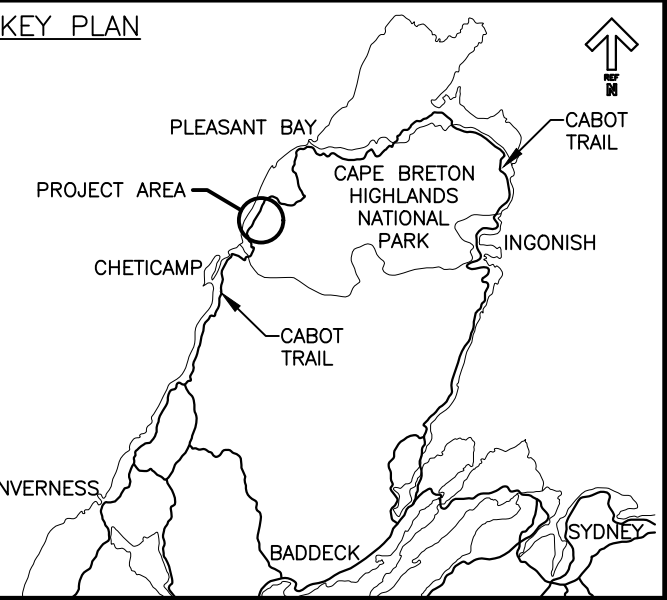 KEY PLAN
REF
N
PLEASANT BAY
CABOT
TRAIL
CAPE BRETON
HIGHLANDS
NATIONAL
PARK
PROJECT AREA
INGONISH
CHETICAMP
CABOT
TRAIL
NVERNESS
SYDNEY
BADDECK